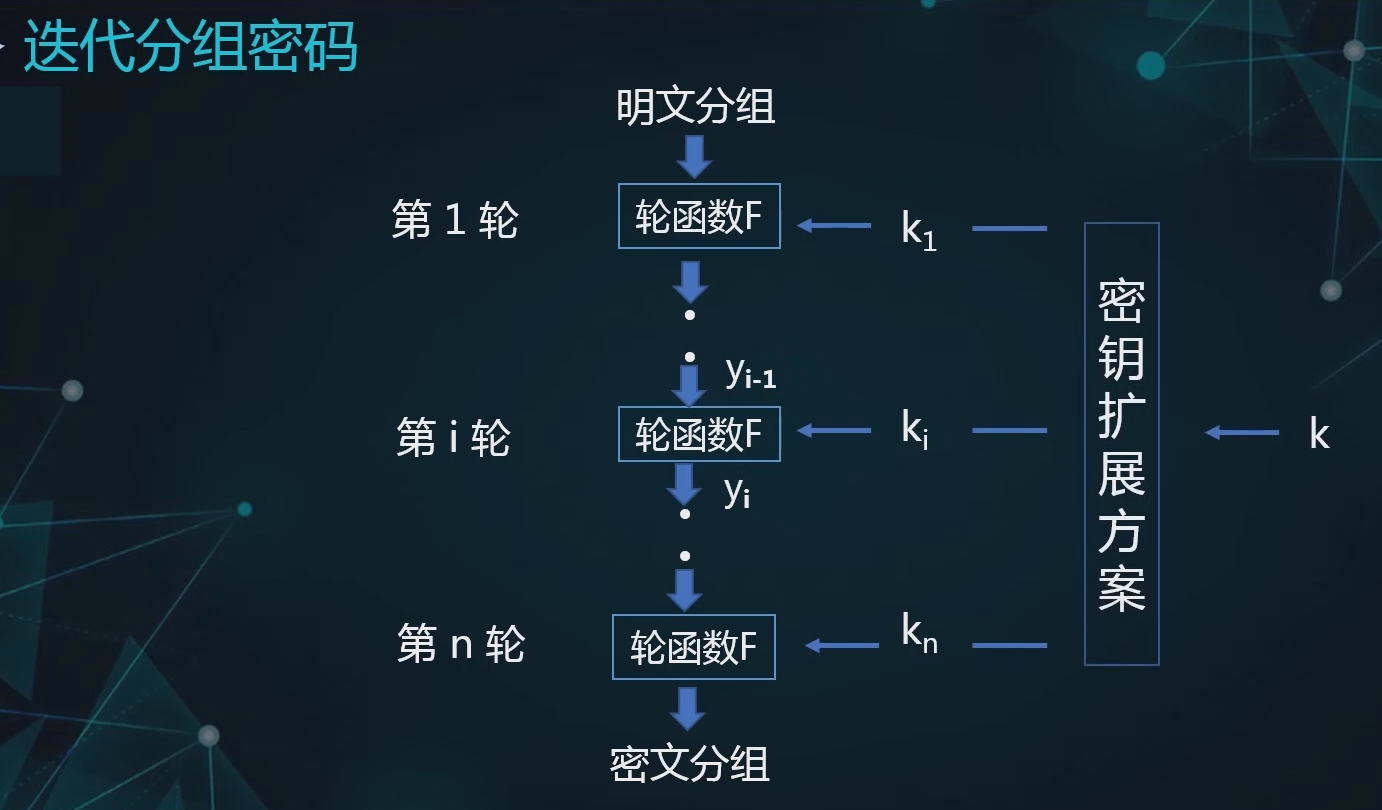 迭代分组密码
明文分组
第 1 轮
轮函数F
k1
yi-1
第 i 轮
轮函数F
ki
yi
第 n 轮
轮函数F
kn
密文分组
密钥扩展方案
k